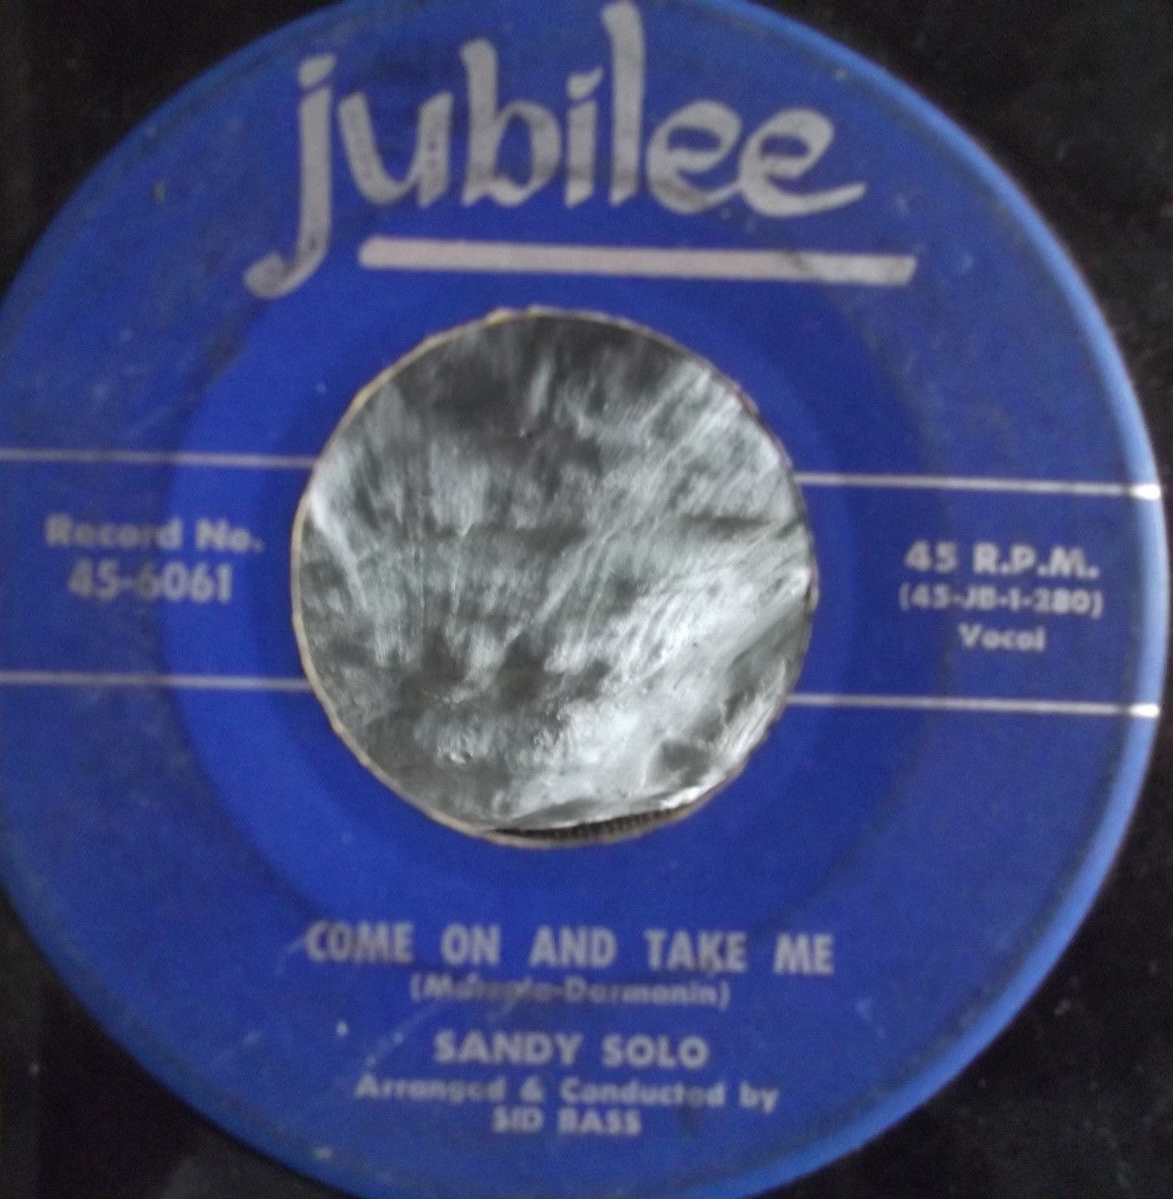 jubilee
Record No.
45-6061
45 R.P.M.
(45-JB-1-280)
Vocal
COME ON AND TAKE ME
SANDY SOLO
Arranged & Conducted by
SID BASS